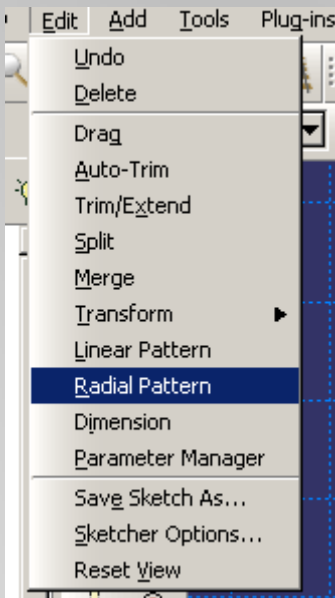 Edit Add Tools Plug-ins
Undo
Delete
Drag
Auto-Trim
Trim/Extend
Split
Merge
Transform
Linear Pattern
Radial Pattern
Dimension
Parameter Manager
Save Sketch As...
Sketcher Options...
Reset View